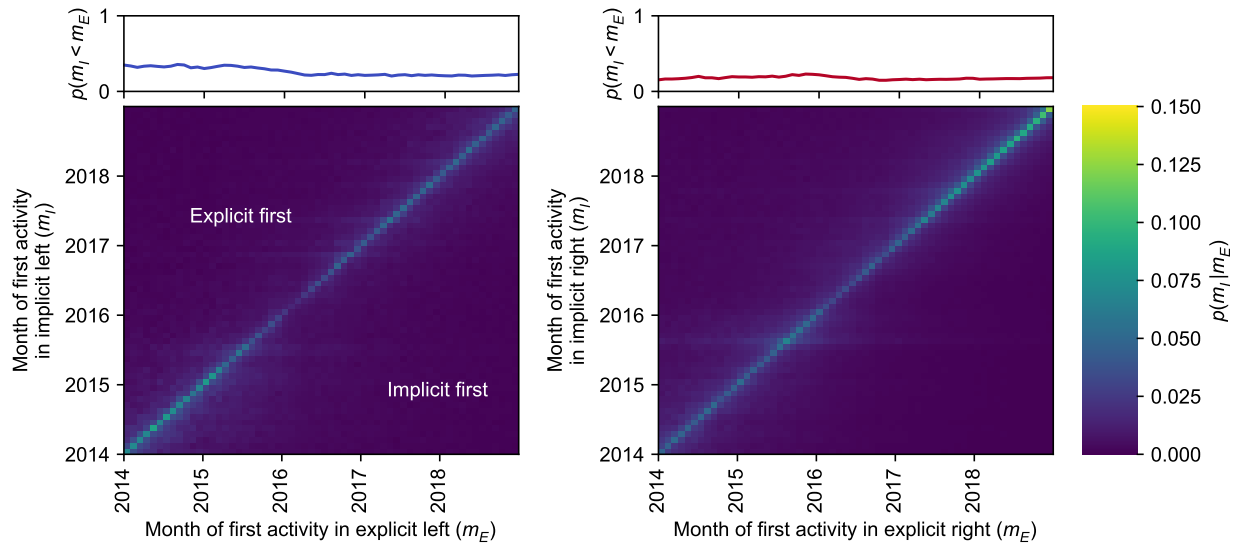 1
0
p(m_I < m_E)
1
0
p(m_I < m_E)
Month of first activity
in implicit left (m_I)
2018
2017
2016
2015
2014
Explicit first
Implicit first
2014
2015
2016
2017
2018
Month of first activity in explicit left (m_E)
Month of first activity
in implicit right (m_I)
2018
2017
2016
2015
2014
2014
2015
2016
2017
2018
Month of first activity in explicit right (m_E)
0.150
0.125
0.100
0.075
0.050
0.025
0.000
p(m_I|m_E)